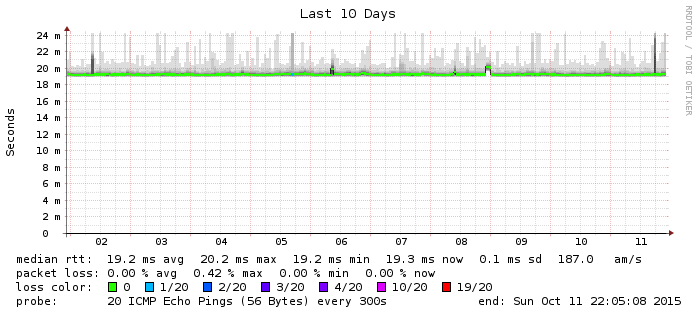 Last 10 Days
RRDTOOL / TOBI OETIKER
Seconds
24 m
22 m
20 m
18 m
16 m
14 m
12 m
10 m
8 m
6 m
4 m
2 m
0
02 03 04 05 06 07 08 09 10 11
median rtt: 19.2 ms avg 20.2 ms max 19.2 ms min 19.3 ms now 0.1 ms sd 187.0 am/s
packet loss: 0.00 % avg 0.42 % max 0.00 % min 0.00 % now
loss color: 0 1/20 2/20 3/20 4/20 10/20 19/20
probe: 20 ICMP Echo Pings (56 Bytes) every 300s end: Sun Oct 11 22:05:08 2015